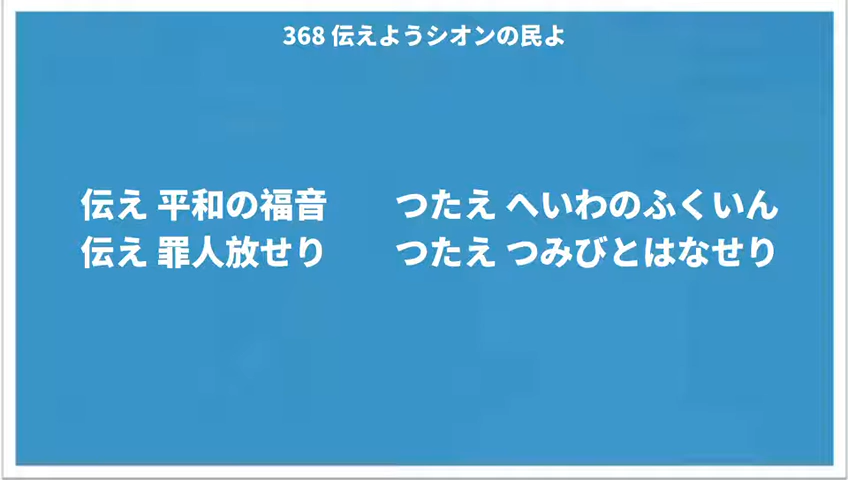 368 伝えようシオンの民よ
伝え 平和の福音 つたえ へいわのふくいん
伝え 罪人放せり つたえ つみびとはなせり